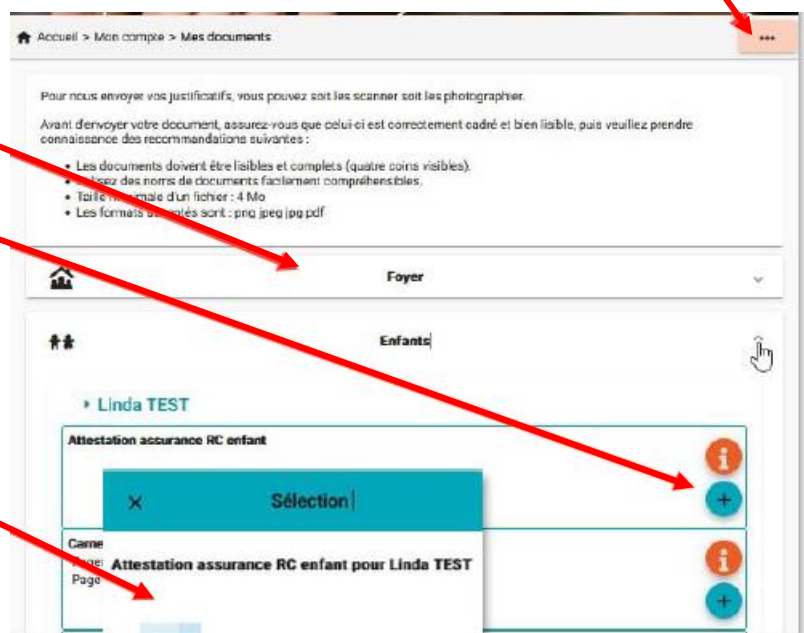 Accueil > Mon compte > Mes documents
Pour nous envoyer vos justificatifs, vous pouvez soit les scanner soit les photographier.
Avant d'envoyer votre document, assurez-vous que celui-ci est correctement cadré et bien lisible, puis veuillez prendre
connaissance des recommandations suivantes :
• Les documents doivent être lisibles et complets (quatre coins visibles).
des noms de documents facilement compréhensibles.
• Taille maximale d'un fichier : 4 Mo
• Les formats acceptés sont : png jpeg jpg pdf
Foyer
Enfants
Linda TEST
Attestation assurance RC enfant
Sélection
Carne
Attestation assurance RC enfant pour Linda TEST
Page